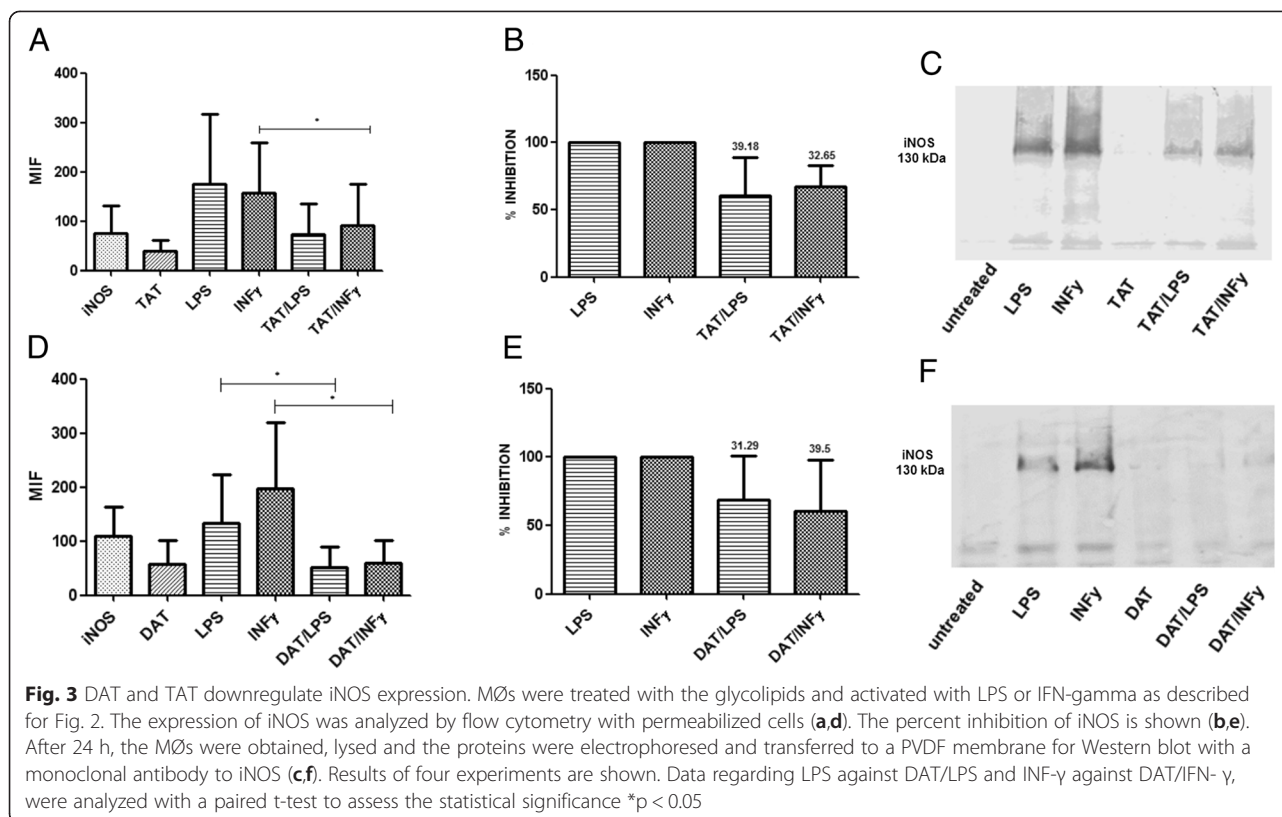 A
MIF
400
300
200
100
0
iNOS
TAT
LPS
INFγ
TAT/LPS
TAT/INFγ
*
B
% INHIBITION
150
100
50
0
39.18
32.65
LPS
INFγ
TAT/LPS
TAT/INFγ
C
iNOS
130 kDa
untreated
LPS
INFγ
TAT
TAT/LPS
TAT/INFγ
D
MIF
400
300
200
100
0
*
*
iNOS
DAT
LPS
INFγ
DAT/LPS
DAT/INFγ
E
% INHIBITION
150
100
50
0
31.29
39.5
LPS
INFγ
DAT/LPS
DAT/INFγ
F
iNOS
130 kDa
untreated
LPS
INFγ
DAT
DAT/LPS
DAT/INFγ
Fig. 3 DAT and TAT downregulate iNOS expression. MØs were treated with the glycolipids and activated with LPS or IFN-gamma as described
for Fig. 2. The expression of iNOS was analyzed by flow cytometry with permeabilized cells (a,d). The percent inhibition of iNOS is shown (b,e).
After 24 h, the MØs were obtained, lysed and the proteins were electrophoresed and transferred to a PVDF membrane for Western blot with a
monoclonal antibody to iNOS (c,f). Results of four experiments are shown. Data regarding LPS against DAT/LPS and INF-γ against DAT/IFN- γ,
were analyzed with a paired t-test to assess the statistical significance *p < 0.05